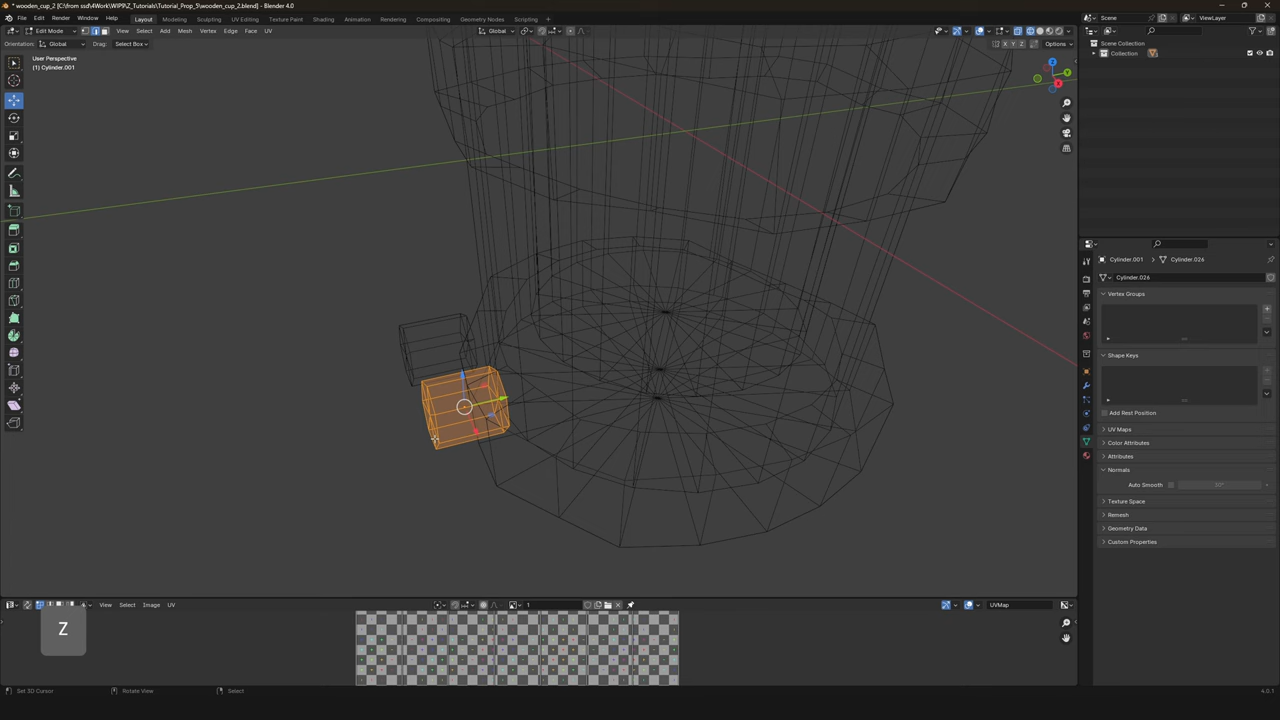 * wooden_cup_2 [C:\from ssd\4Work\WIPP\Z_Tutorials\Tutorial_Prop_5\wooden_cup_2.blend] - Blender 4.0
File Edit Render Window Help Layout Modeling Sculpting UV Editing Texture Paint Shading Animation Rendering Compositing Geometry Nodes Scripting Scene ViewLayer
Edit Mode View Select Add Mesh Vertex Edge Face UV Global
Orientation: Global Drag: Select Box X Y Z Options
Scene Collection
Collection
User Perspective
(1) Cylinder.001
Y
X
Z
Cylinder.001 > Cylinder.026
Cylinder.026
Vertex Groups
Shape Keys
Add Rest Position
UV Maps
Color Attributes
Attributes
Normals
Auto Smooth
Texture Space
Remesh
Geometry Data
Custom Properties
View Select Image UV 1 UVMap
Z
Set 3D Cursor Rotate View Select 4.0.1